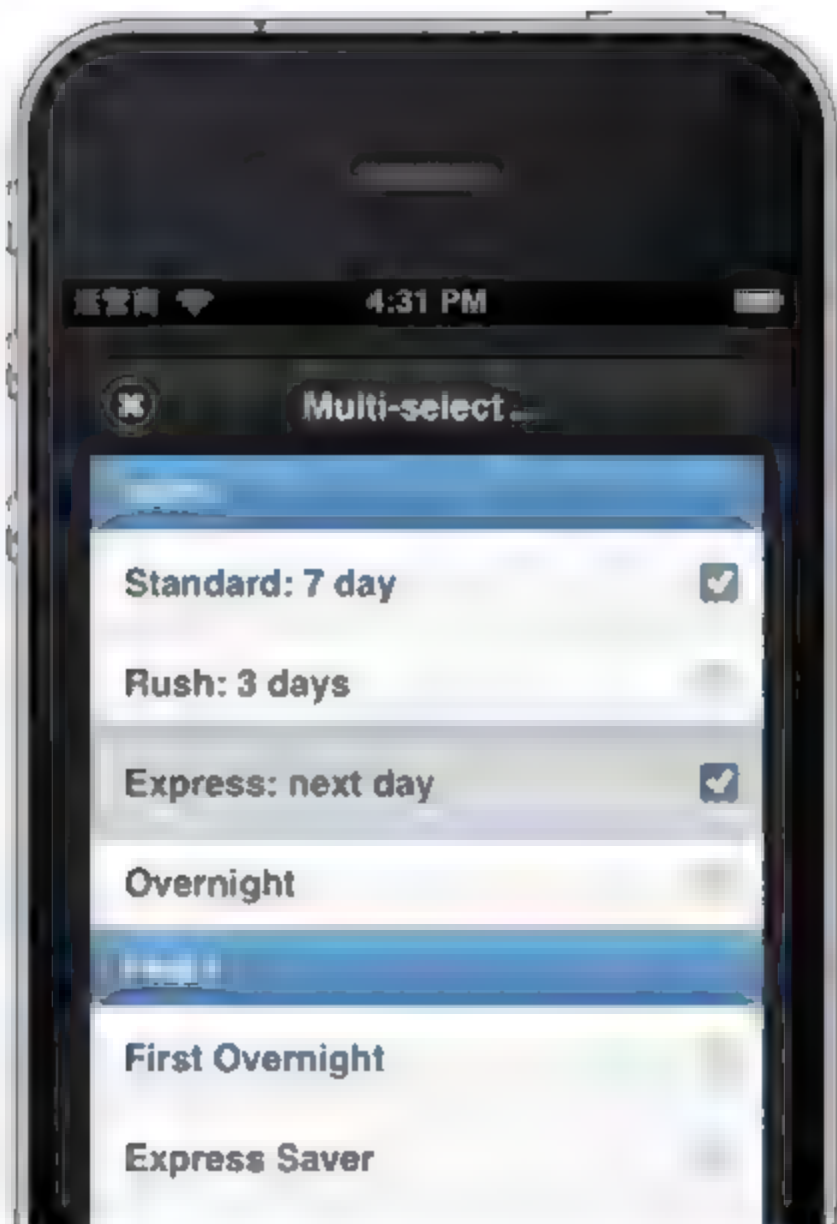 4:31 PM
Multi-select
Standard: 7 day
Rush: 3 days
Express: next day
Overnight
First Overnight
Express Saver